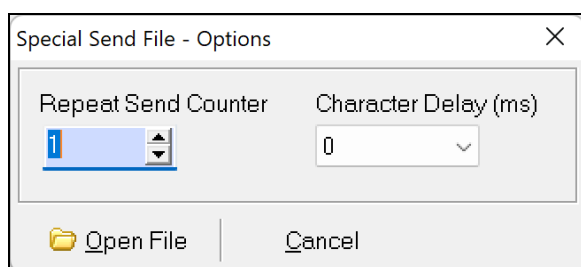 Special Send File - Options
Repeat Send Counter Character Delay (ms)
1 0
Open File Cancel